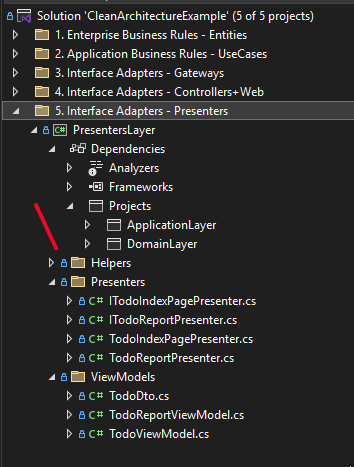 Solution 'CleanArchitectureExample' (5 of 5 projects)
1. Enterprise Business Rules - Entities
2. Application Business Rules - UseCases
3. Interface Adapters - Gateways
4. Interface Adapters - Controllers+Web
5. Interface Adapters - Presenters
C# PresentersLayer
Dependencies
Analyzers
Frameworks
Projects
ApplicationLayer
DomainLayer
Helpers
Presenters
C# ITodoIndexPagePresenter.cs
C# ITodoReportPresenter.cs
C# TodoIndexPagePresenter.cs
C# TodoReportPresenter.cs
ViewModels
C# TodoDto.cs
C# TodoReportViewModel.cs
C# TodoViewModel.cs